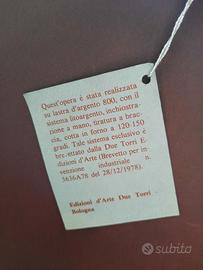 Quest'opera è stata realizzata
su lastra d'argento 800, con il
sistema litoargento, inchiostra-
zione a mano, tiratura a brac-
cia, cotta in forno a 120-150
gradi. Tale sistema esclusivo è
brevettato dalla Due Torri E-
dizioni d'Arte (Brevetto per in-
venzione industriale n.
5636A78 del 28/12/1978).
Edizioni d'Arte Due Torri -
Bologna
subito